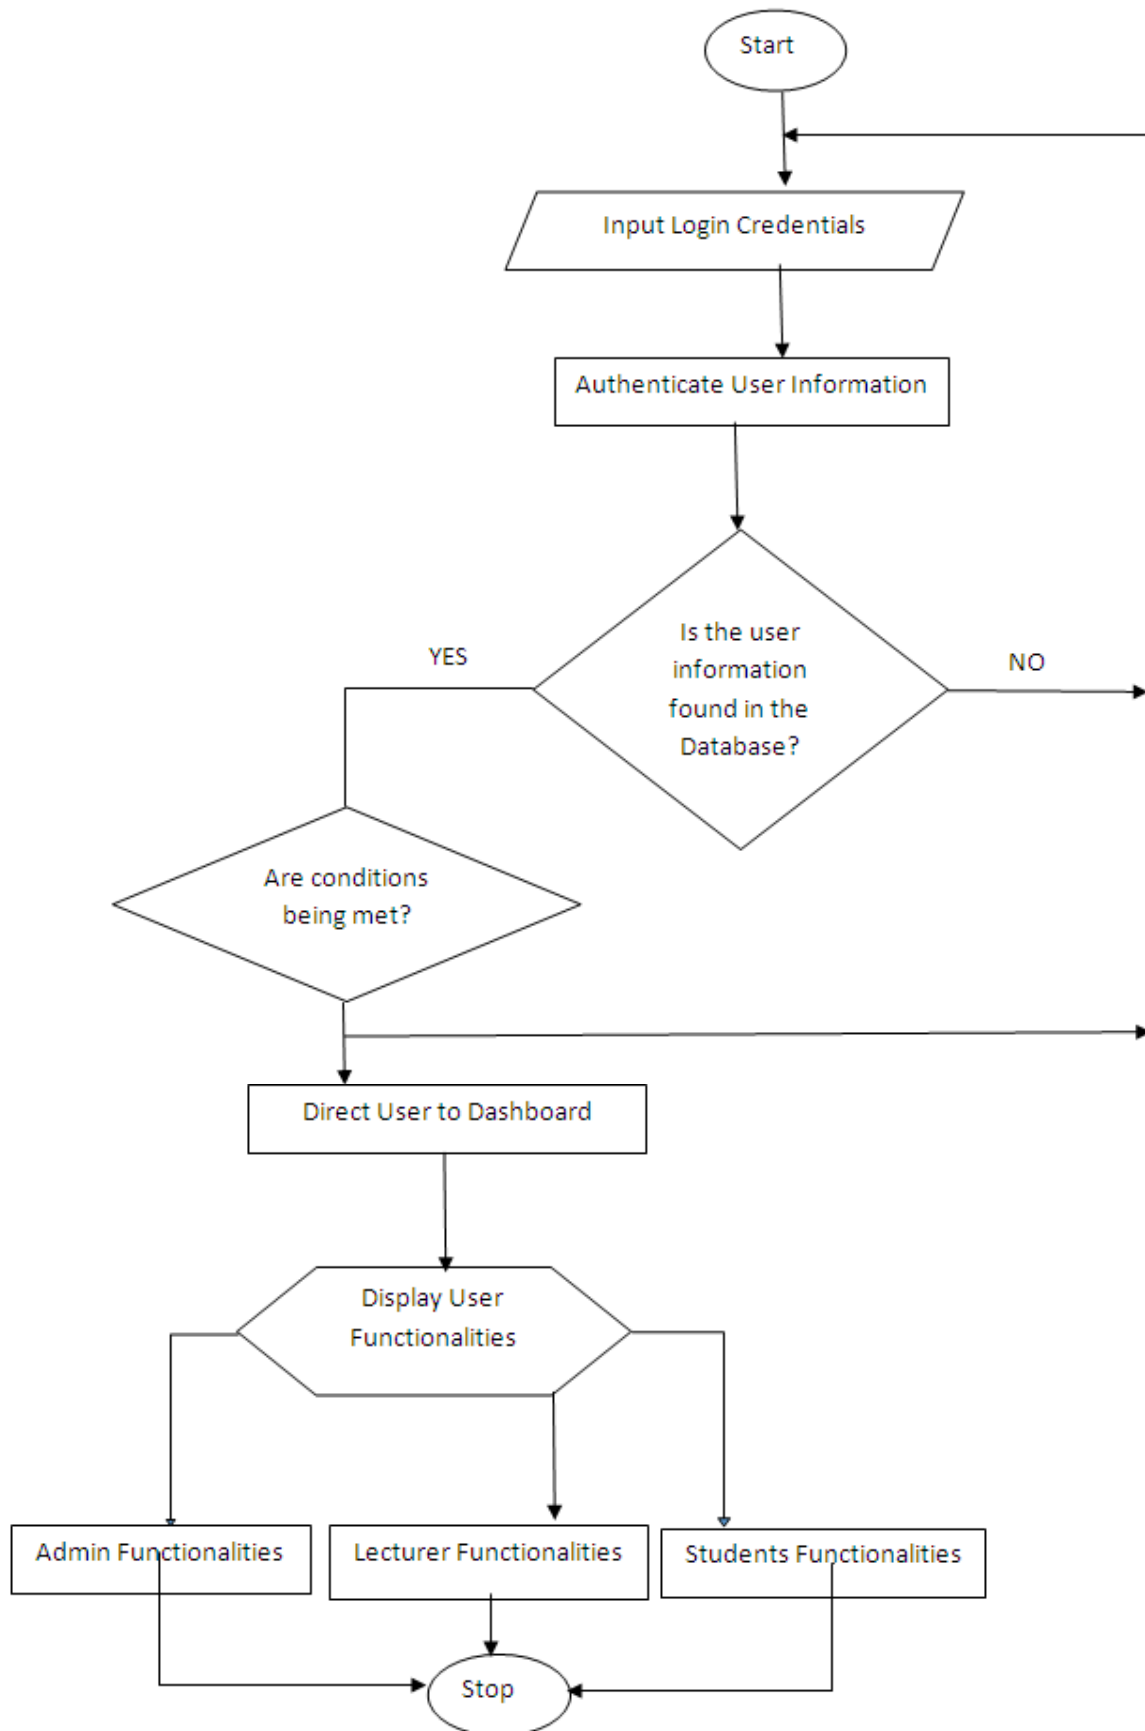 Start
Input Login Credentials
Authenticate User Information
Is the user
information
found in the
Database?
YES
NO
Are conditions
being met?
Direct User to Dashboard
Display User
Functionalities
Admin Functionalities
Lecturer Functionalities
Students Functionalities
Stop